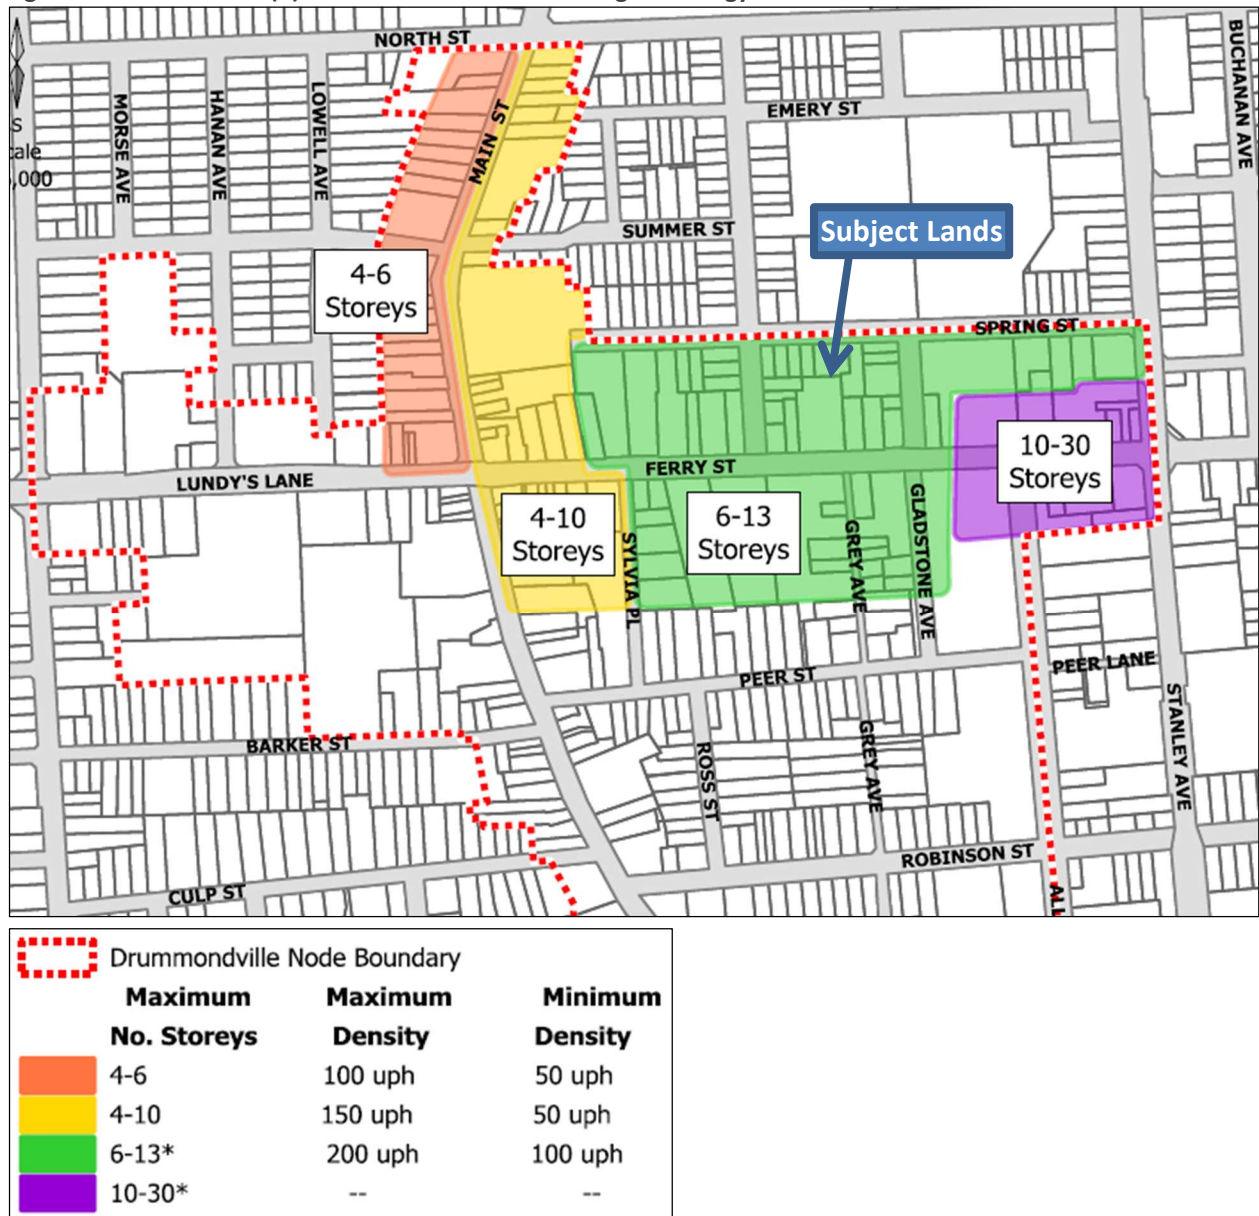 NORTH ST
BUCHANAN AVE
MORSE AVE
HANAN AVE
LOWELL AVE
MAIN ST
EMERY ST
S
cale
,000
SUMMER ST
Subject Lands
4-6
Storeys
SPRING ST
10-30
Storeys
FERRY ST
LUNDY'S LANE
4-10
Storeys
6-13
Storeys
SYLVIA PL
GREY AVE
GLADSTONE AVE
PEER ST
PEER LANE
STANLEY AVE
BARKER ST
ROSS ST
GREY AVE
ROBINSON ST
CULP ST
ALL
Drummondville Node Boundary
Maximum Maximum Minimum
No. Storeys Density Density
4-6 100 uph 50 uph
4-10 150 uph 50 uph
6-13* 200 uph 100 uph
10-30* -- --